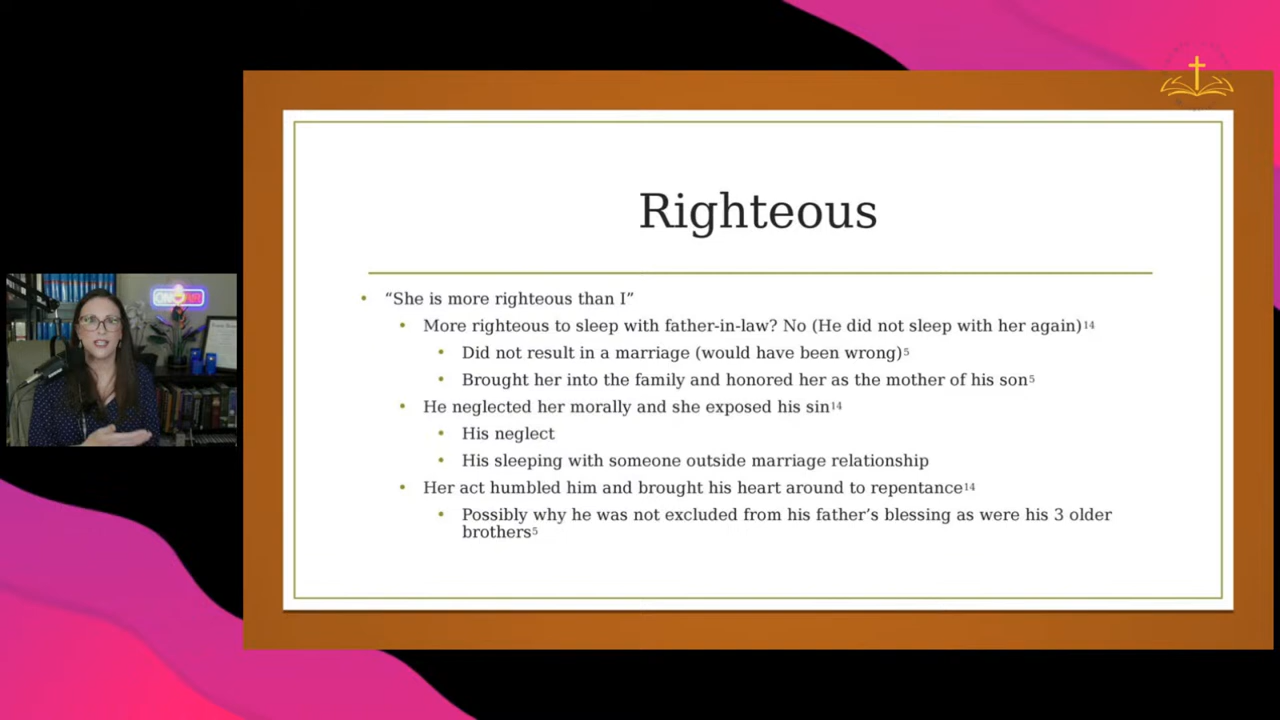 Righteous
• “She is more righteous than I”
• More righteous to sleep with father-in-law? No (He did not sleep with her again)14
• Did not result in a marriage (would have been wrong)5
• Brought her into the family and honored her as the mother of his son5
• He neglected her morally and she exposed his sin14
• His neglect
• His sleeping with someone outside marriage relationship
• Her act humbled him and brought his heart around to repentance14
• Possibly why he was not excluded from his father’s blessing as were his 3 older
brothers5